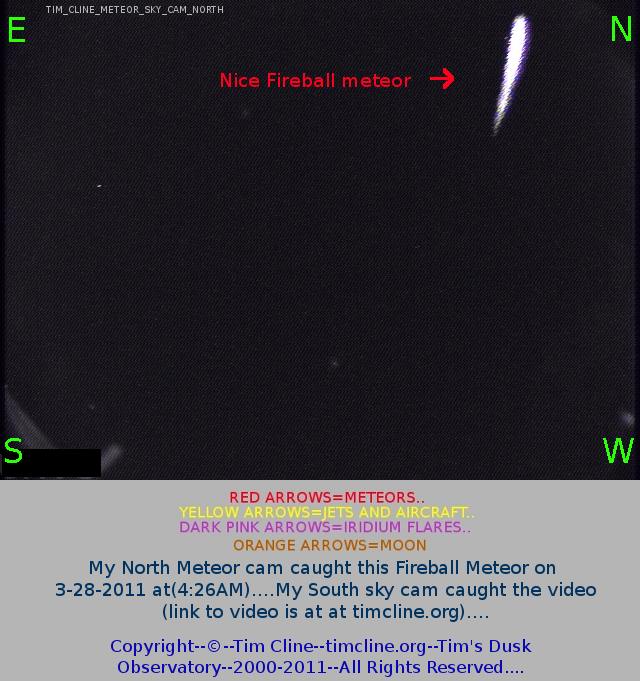 TIM_CLINE_METEOR_SKY_CAM_NORTH
E
N
Nice Fireball meteor →
S
W
RED ARROWS=METEORS..
YELLOW ARROWS=JETS AND AIRCRAFT..
DARK PINK ARROWS=IRIDIUM FLARES..
ORANGE ARROWS=MOON
My North Meteor cam caught this Fireball Meteor on
3-28-2011 at(4:26AM)....My South sky cam caught the video
(link to video is at at timcline.org)....
Copyright--©--Tim Cline--timcline.org--Tim's Dusk
Observatory--2000-2011--All Rights Reserved....